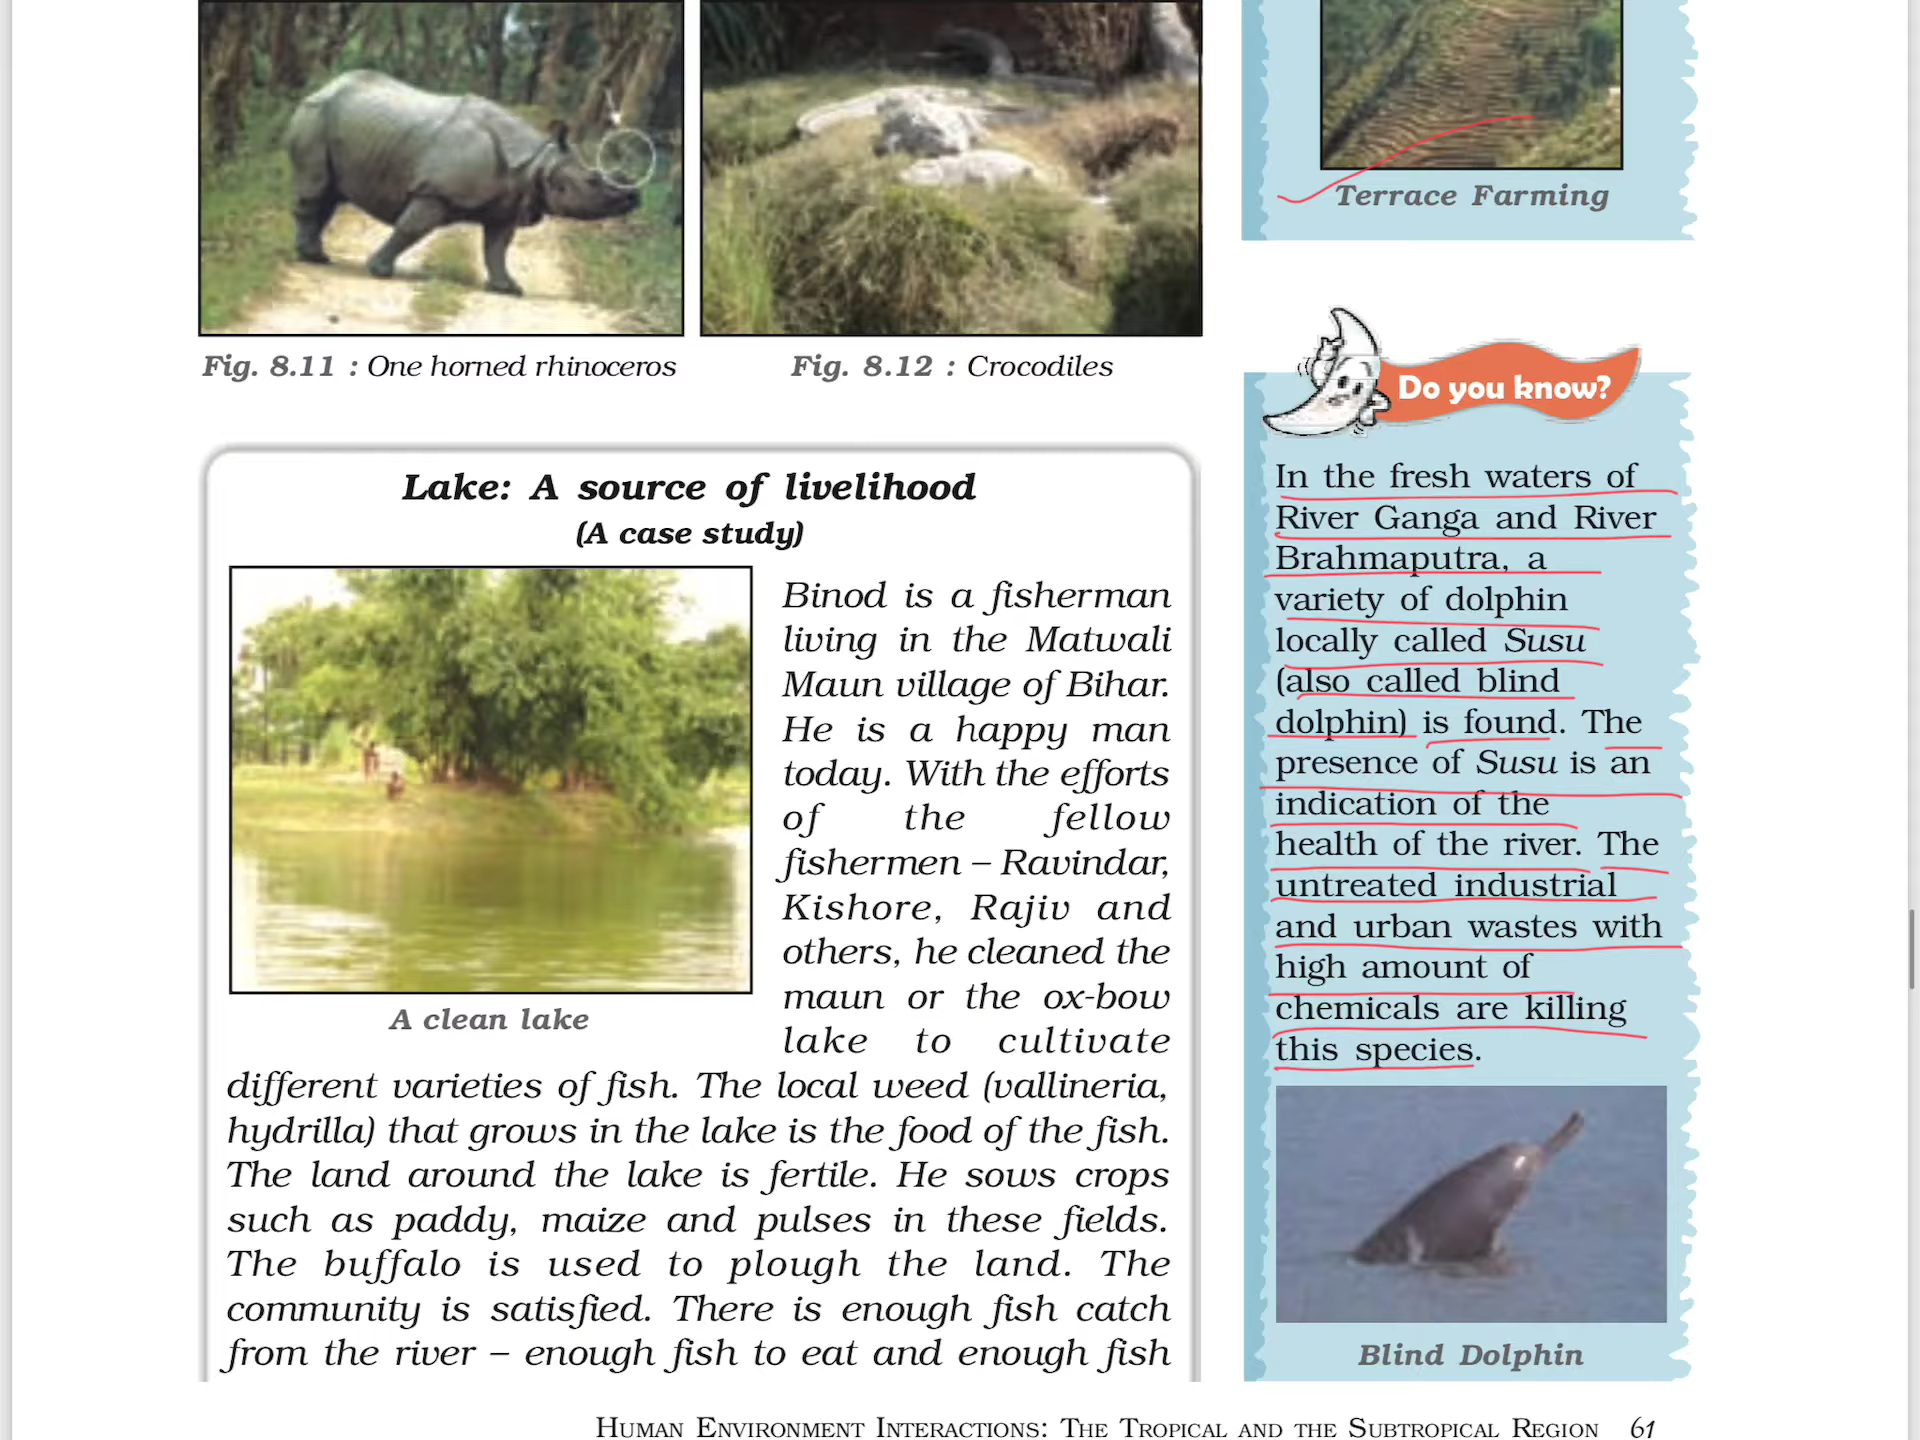 Fig. 8.11 : One horned rhinoceros
Fig. 8.12 : Crocodiles
Lake: A source of livelihood
(A case study)
Binod is a fisherman
living in the Matwali
Maun village of Bihar.
He is a happy man
today. With the efforts
of the fellow
fishermen – Ravindar,
Kishore, Rajiv and
others, he cleaned the
maun or the ox-bow
lake to cultivate
A clean lake
different varieties of fish. The local weed (vallineria,
hydrilla) that grows in the lake is the food of the fish.
The land around the lake is fertile. He sows crops
such as paddy, maize and pulses in these fields.
The buffalo is used to plough the land. The
community is satisfied. There is enough fish catch
from the river – enough fish to eat and enough fish
Terrace Farming
Do you know?
In the fresh waters of
River Ganga and River
Brahmaputra, a
variety of dolphin
locally called Susu
(also called blind
dolphin) is found. The
presence of Susu is an
indication of the
health of the river. The
untreated industrial
and urban wastes with
high amount of
chemicals are killing
this species.
Blind Dolphin
Human Environment Interactions: The Tropical and the Subtropical Region 61